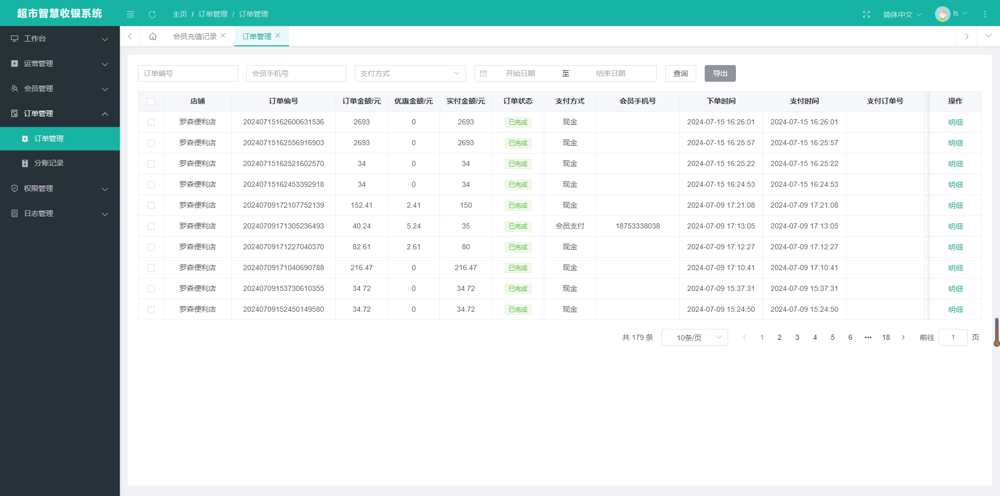 超市智慧收银系统
主页 / 订单管理 / 订单管理
简体中文
ls
工作台
运营管理
会员管理
订单管理
订单管理
分账记录
权限管理
日志管理
会员充值记录
订单管理
订单编号 会员手机号 支付方式 开始日期 至 结束日期 查询 导出
店铺 订单编号 订单金额/元 优惠金额/元 实付金额/元 订单状态 支付方式 会员手机号 下单时间 支付时间 支付订单号 操作
罗森便利店 20240715162600631536 2693 0 2693 已完成 现金 2024-07-15 16:26:01 2024-07-15 16:26:01 明细
罗森便利店 20240715162556916903 2693 0 2693 已完成 现金 2024-07-15 16:25:57 2024-07-15 16:25:57 明细
罗森便利店 20240715162521602570 34 0 34 已完成 现金 2024-07-15 16:25:22 2024-07-15 16:25:22 明细
罗森便利店 20240715162453392918 34 0 34 已完成 现金 2024-07-15 16:24:53 2024-07-15 16:24:53 明细
罗森便利店 20240709172107752139 152.41 2.41 150 已完成 现金 2024-07-09 17:21:08 2024-07-09 17:21:08 明细
罗森便利店 20240709171305236493 40.24 5.24 35 已完成 会员支付 18753338038 2024-07-09 17:13:05 2024-07-09 17:13:05 明细
罗森便利店 20240709171227040370 82.61 2.61 80 已完成 现金 2024-07-09 17:12:27 2024-07-09 17:12:27 明细
罗森便利店 20240709171040690788 216.47 0 216.47 已完成 现金 2024-07-09 17:10:41 2024-07-09 17:10:41 明细
罗森便利店 20240709153730610355 34.72 0 34.72 已完成 现金 2024-07-09 15:37:31 2024-07-09 15:37:31 明细
罗森便利店 20240709152450149580 34.72 0 34.72 已完成 现金 2024-07-09 15:24:50 2024-07-09 15:24:50 明细
共 179 条 10条/页 1 2 3 4 5 6 ••• 18 前往 1 页